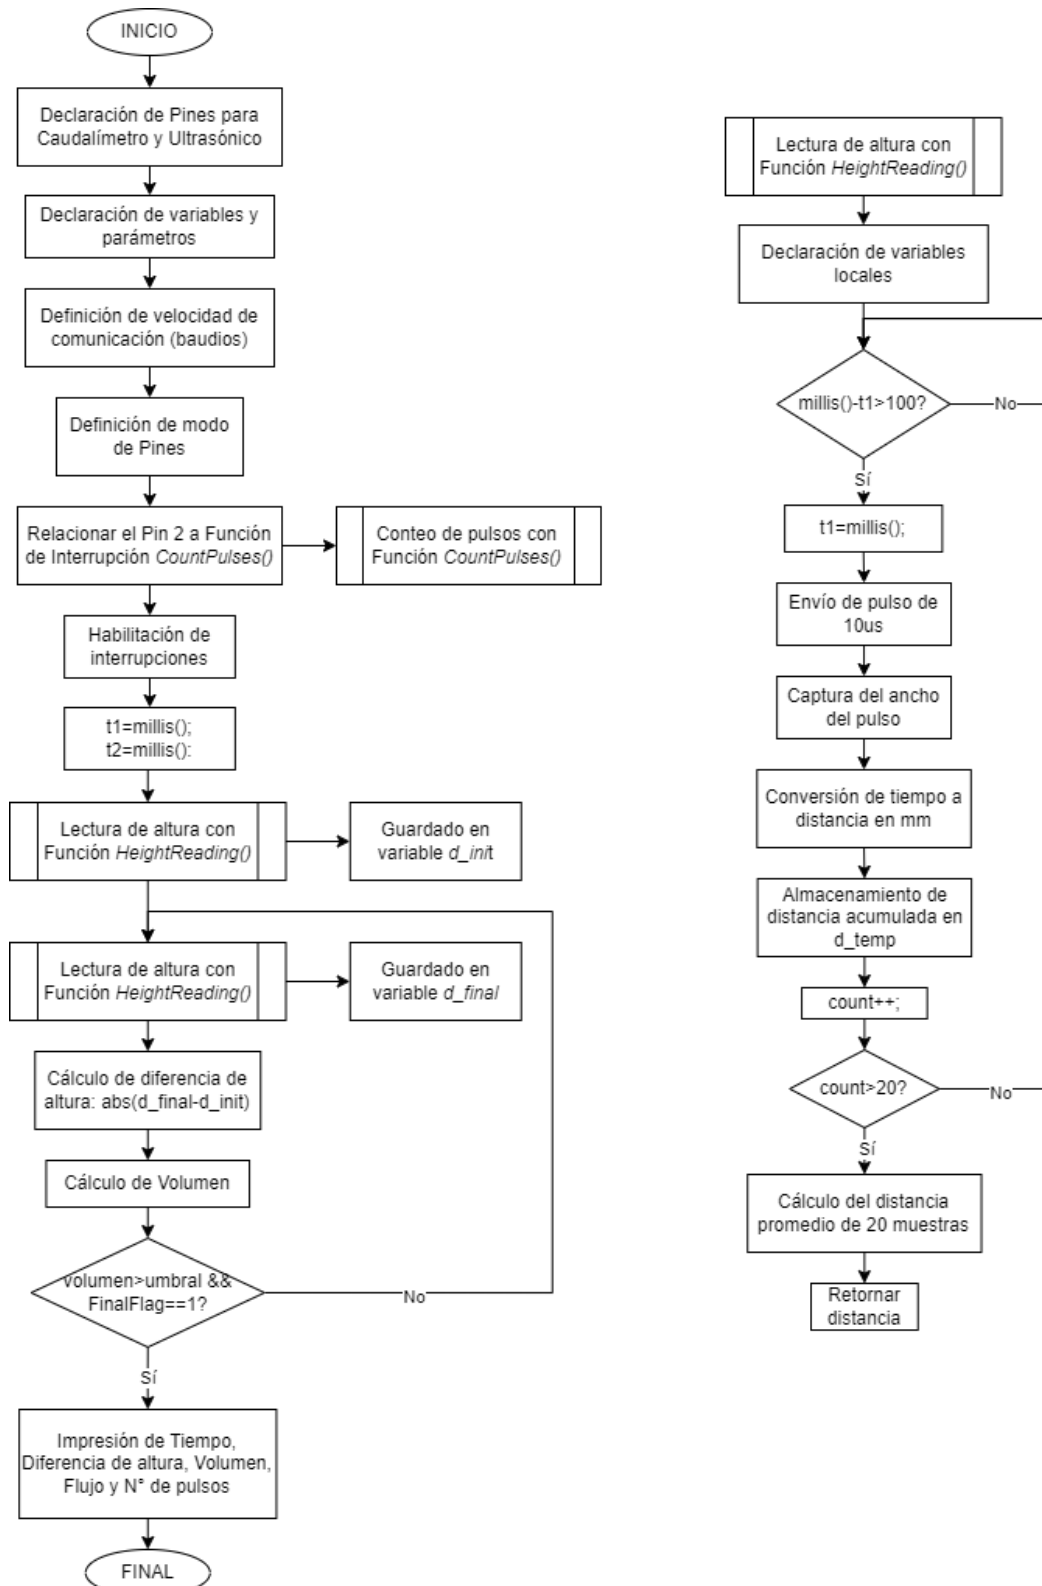 INICIO
Declaración de Pines para
Caudalímetro y Ultrasónico
Declaración de variables y
parámetros
Definición de velocidad de
comunicación (baudios)
Definición de modo
de Pines
Relacionar el Pin 2 a Función
de Interrupción CountPulses()
Conteo de pulsos con
Función CountPulses()
Habilitación de
interrupciones
t1=millis();
t2=millis():
Lectura de altura con
Función HeightReading()
Guardado en
variable d_init
Lectura de altura con
Función HeightReading()
Guardado en
variable d_final
Cálculo de diferencia de
altura: abs(d_final-d_init)
Cálculo de Volumen
volumen>umbral &&
FinalFlag==1?
No
Sí
Impresión de Tiempo,
Diferencia de altura, Volumen,
Flujo y N° de pulsos
FINAL
Lectura de altura con
Función HeightReading()
Declaración de variables
locales
millis()-t1>100?
No
Sí
t1=millis();
Envío de pulso de
10us
Captura del ancho
del pulso
Conversión de tiempo a
distancia en mm
Almacenamiento de
distancia acumulada en
d_temp
count++;
count>20?
No
Sí
Cálculo del distancia
promedio de 20 muestras
Retornar
distancia